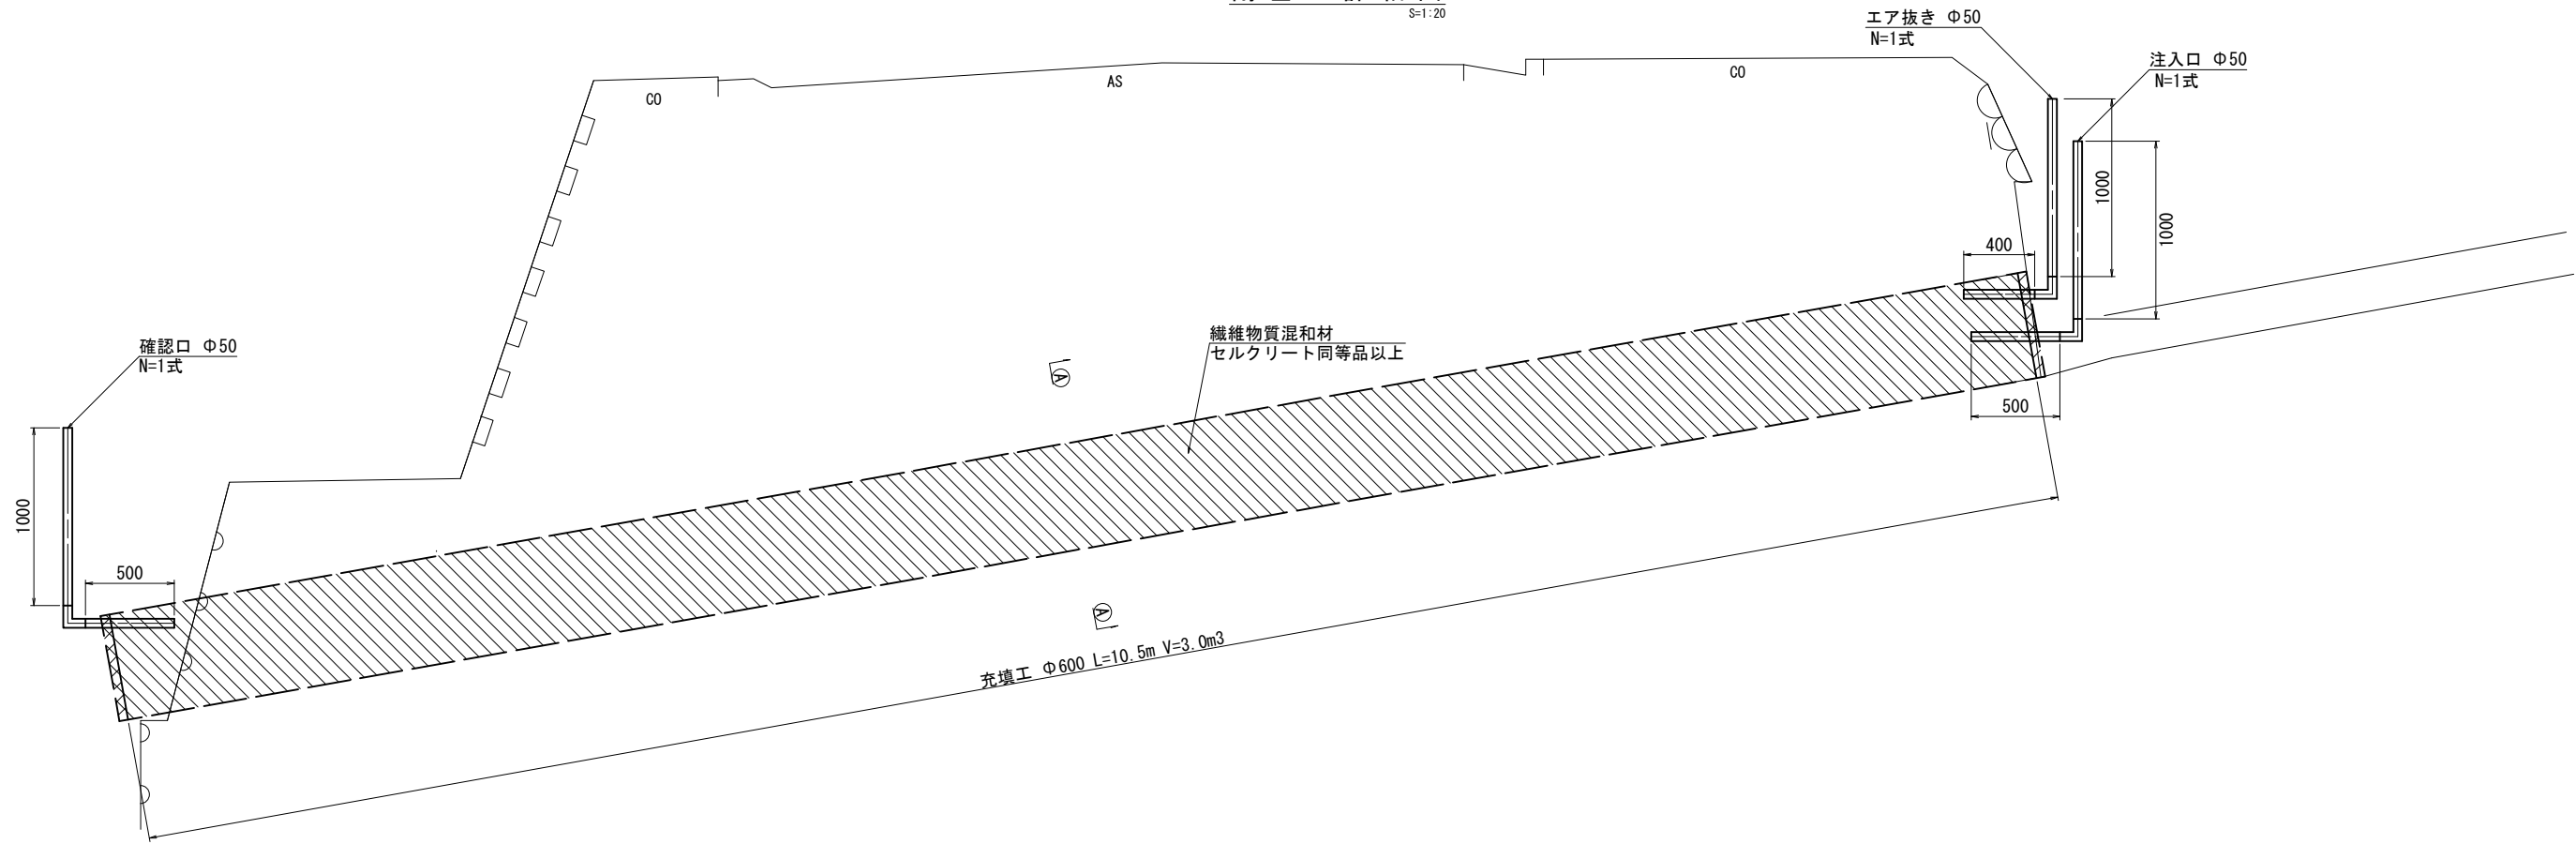 S=1:20
エア抜き Φ50
N=1式
注入口 Φ50
N=1式
CO
AS
CO
1000
1000
400
繊維物質混和材
セルクリート同等品以上
確認口 Φ50
N=1式
A
500
1000
500
A
充填工 Φ600 L=10.5m V=3.0m3